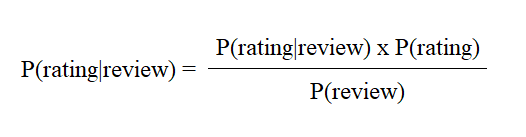 P(rating|review) x P(rating)
P(rating|review) =
P(review)